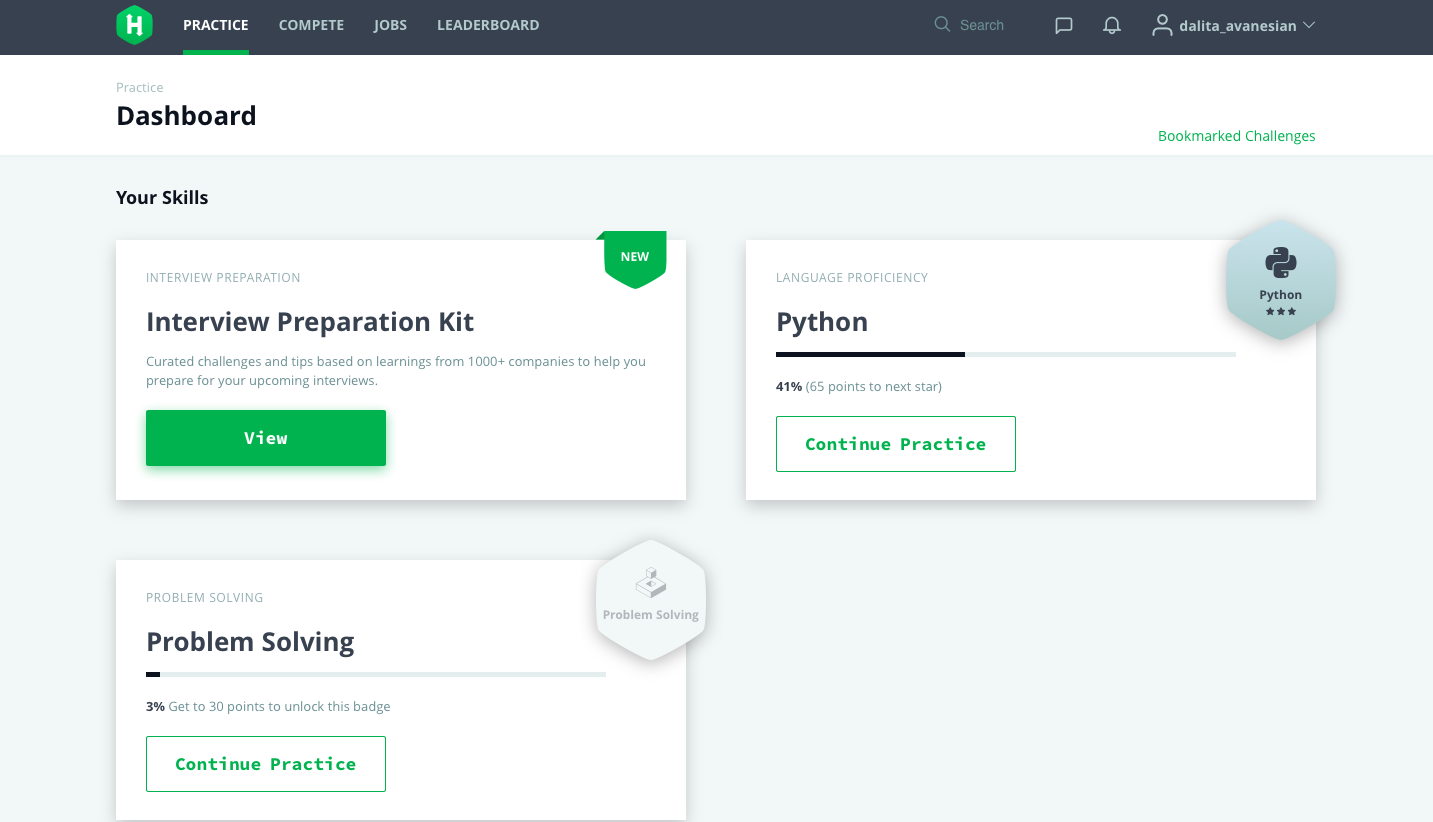 H
PRACTICE
COMPETE
JOBS
LEADERBOARD
Search
dalita_avanesian
Practice
Dashboard
Bookmarked Challenges
Your Skills
NEW
INTERVIEW PREPARATION
Interview Preparation Kit
Curated challenges and tips based on learnings from 1000+ companies to help you
prepare for your upcoming interviews.
View
LANGUAGE PROFICIENCY
Python
Python
41% (65 points to next star)
Continue Practice
PROBLEM SOLVING
Problem Solving
Problem Solving
3% Get to 30 points to unlock this badge
Continue Practice